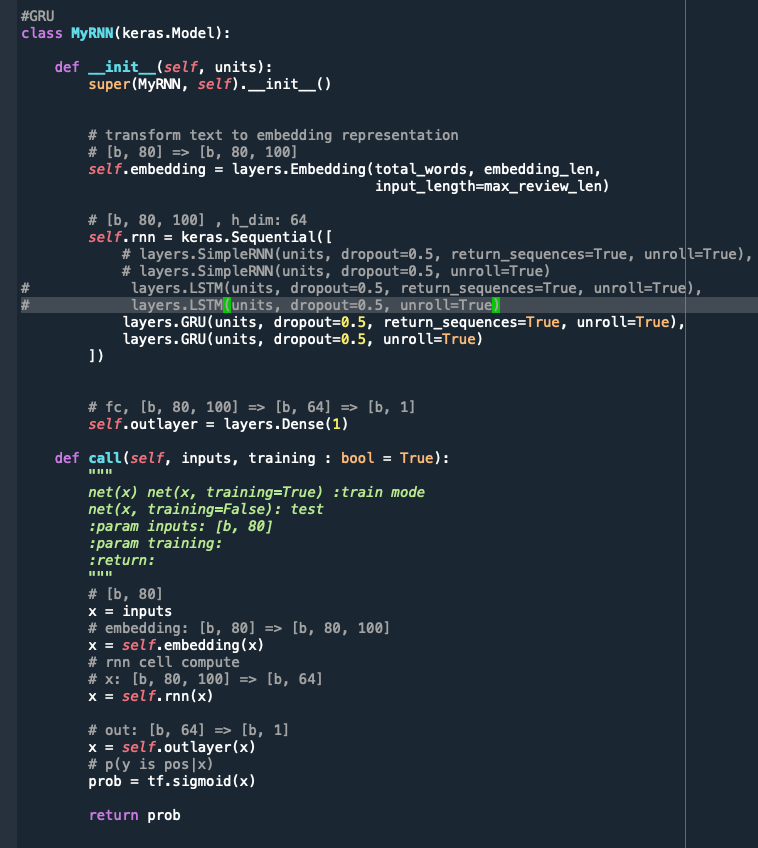 #GRU
class MyRNN(keras.Model):
def __init__(self, units):
super(MyRNN, self).__init__()
# transform text to embedding representation
# [b, 80] => [b, 80, 100]
self.embedding = layers.Embedding(total_words, embedding_len,
input_length=max_review_len)
# [b, 80, 100] , h_dim: 64
self.rnn = keras.Sequential([
# layers.SimpleRNN(units, dropout=0.5, return_sequences=True, unroll=True),
# layers.SimpleRNN(units, dropout=0.5, unroll=True)
# layers.LSTM(units, dropout=0.5, return_sequences=True, unroll=True),
# layers.LSTM(units, dropout=0.5, unroll=True)
layers.GRU(units, dropout=0.5, return_sequences=True, unroll=True),
layers.GRU(units, dropout=0.5, unroll=True)
])
# fc, [b, 80, 100] => [b, 64] => [b, 1]
self.outlayer = layers.Dense(1)
def call(self, inputs, training : bool = True):
"""
net(x) net(x, training=True) :train mode
net(x, training=False): test
:param inputs: [b, 80]
:param training:
:return:
"""
# [b, 80]
x = inputs
# embedding: [b, 80] => [b, 80, 100]
x = self.embedding(x)
# rnn cell compute
# x: [b, 80, 100] => [b, 64]
x = self.rnn(x)
# out: [b, 64] => [b, 1]
x = self.outlayer(x)
# p(y is pos|x)
prob = tf.sigmoid(x)
return prob